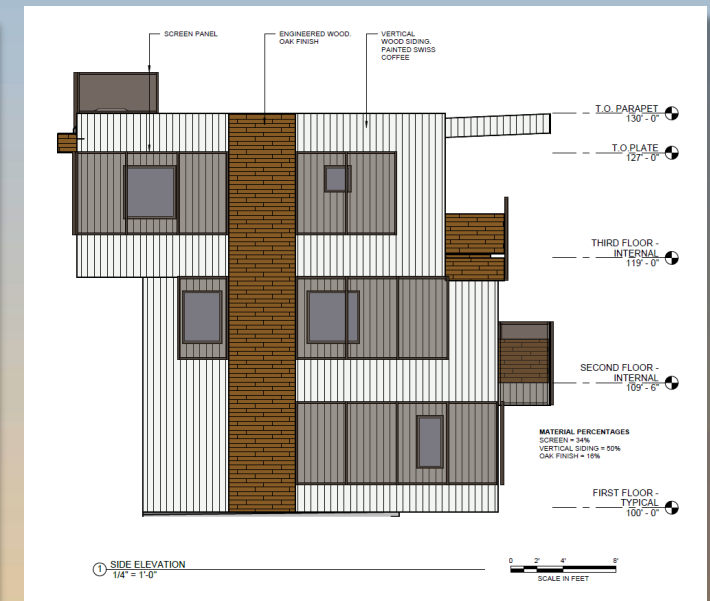 SCREEN PANEL
ENGINEERED WOOD.
OAK FINISH
VERTICAL
WOOD SIDING.
PAINTED SWISS
COFFEE
T.O. PARAPET
130' - 0"
T.O.PLATE
127' - 0"
THIRD FLOOR -
INTERNAL
119' - 0"
SECOND FLOOR -
INTERNAL
109' - 6"
MATERIAL PERCENTAGES
SCREEN = 34%
VERTICAL SIDING = 50%
OAK FINISH = 16%
FIRST FLOOR -
TYPICAL
100' - 0"
1 SIDE ELEVATION
1/4" = 1'-0"
0 2' 4' 8'
SCALE IN FEET